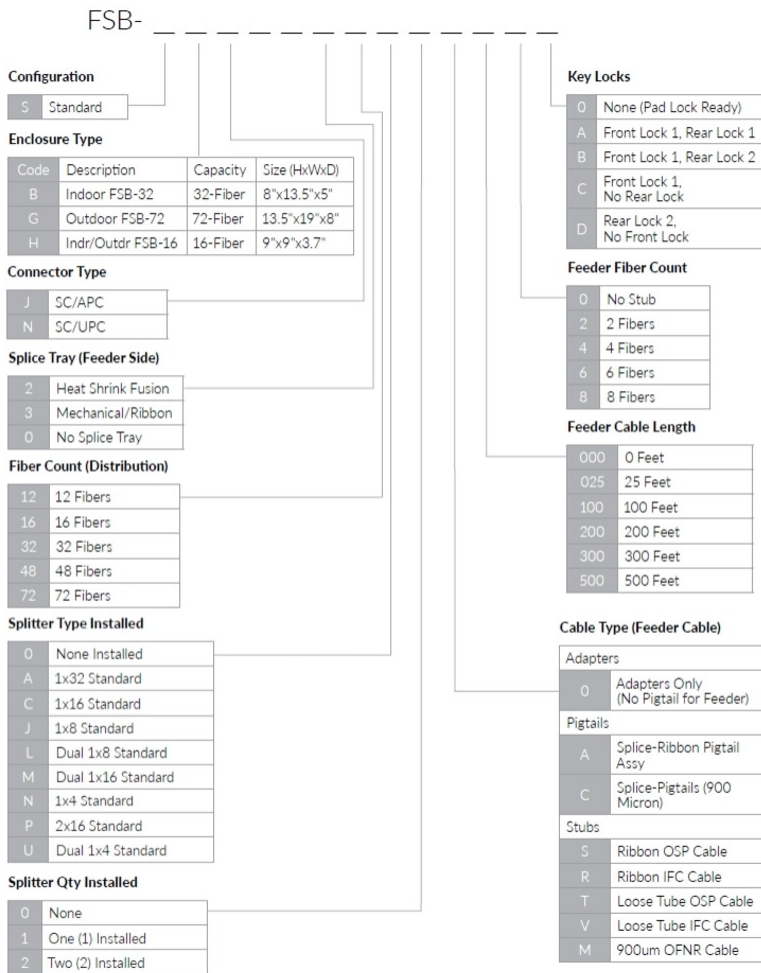 FSB- _ _ _ _ _ _ _ _ _ _ _ _ _
Configuration
S Standard
Enclosure Type
Code Description Capacity Size (HxWxD)
B Indoor FSB-32 32-Fiber 8"x13.5"x5"
G Outdoor FSB-72 72-Fiber 13.5"x19"x8"
H Indr/Outdr FSB-16 16-Fiber 9"x9"x3.7"
Connector Type
J SC/APC
N SC/UPC
Splice Tray (Feeder Side)
2 Heat Shrink Fusion
3 Mechanical/Ribbon
0 No Splice Tray
Fiber Count (Distribution)
12 12 Fibers
16 16 Fibers
32 32 Fibers
48 48 Fibers
72 72 Fibers
Splitter Type Installed
0 None Installed
A 1x32 Standard
C 1x16 Standard
J 1x8 Standard
L Dual 1x8 Standard
M Dual 1x16 Standard
N 1x4 Standard
P 2x16 Standard
U Dual 1x4 Standard
Splitter Qty Installed
0 None
1 One (1) Installed
2 Two (2) Installed
Key Locks
0 None (Pad Lock Ready)
A Front Lock 1, Rear Lock 1
B Front Lock 1, Rear Lock 2
C Front Lock 1,
No Rear Lock
D Rear Lock 2,
No Front Lock
Feeder Fiber Count
0 No Stub
2 2 Fibers
4 4 Fibers
6 6 Fibers
8 8 Fibers
Feeder Cable Length
000 0 Feet
025 25 Feet
100 100 Feet
200 200 Feet
300 300 Feet
500 500 Feet
Cable Type (Feeder Cable)
Adapters
0 Adapters Only
(No Pigtail for Feeder)
Pigtails
A Splice-Ribbon Pigtail
Assy
C Splice-Pigtails (900
Micron)
Stubs
S Ribbon OSP Cable
R Ribbon IFC Cable
T Loose Tube OSP Cable
V Loose Tube IFC Cable
M 900um OFNR Cable